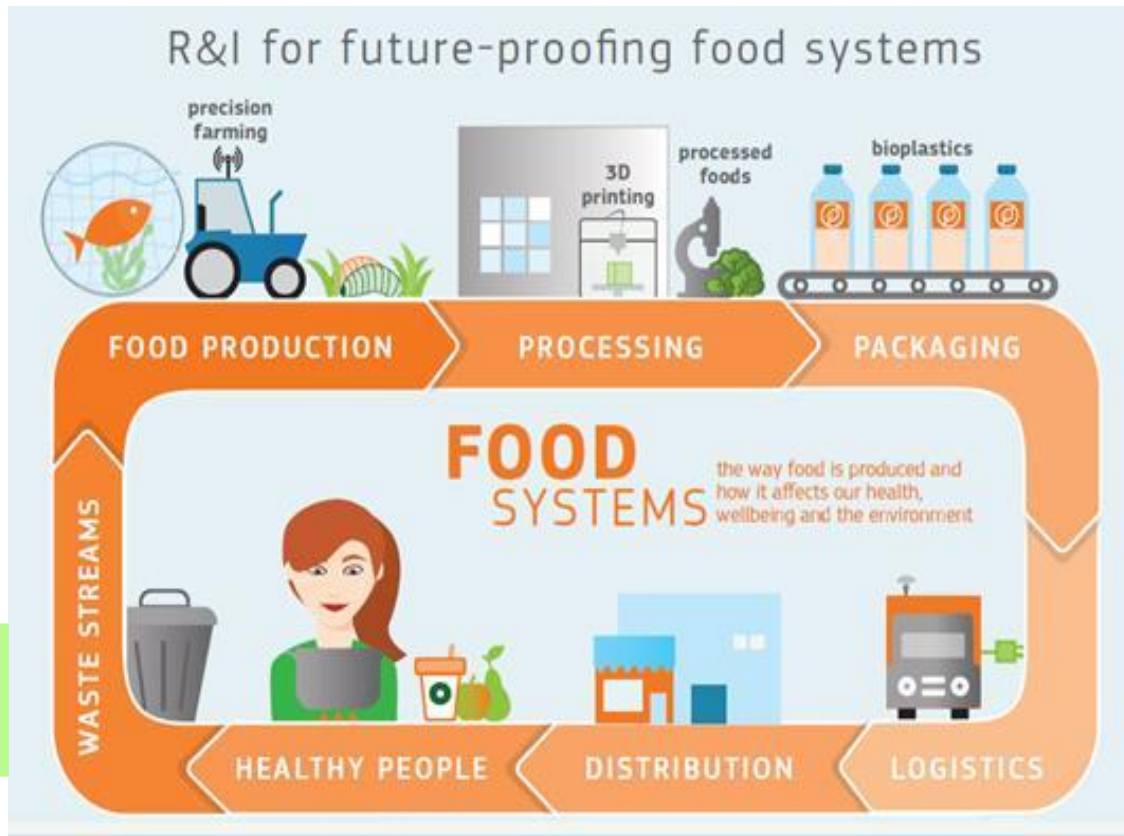 R&I for future-proofing food systems
precision
farming
3D
printing
processed
foods
bioplastics
FOOD PRODUCTION
PROCESSING
PACKAGING
FOOD
SYSTEMS
the way food is produced and
how it affects our health,
wellbeing and the environment
WASTE STREAMS
HEALTHY PEOPLE
DISTRIBUTION
LOGISTICS